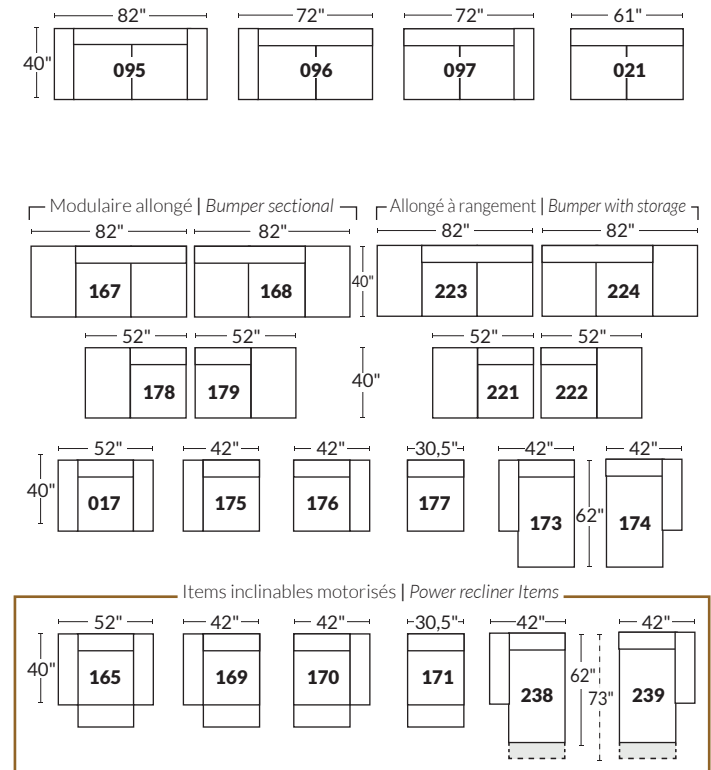 82" 72" 72" 61"
40" 095 096 097 021
Modulaire allongé | Bumper sectional Allongé à rangement | Bumper with storage
82" 82" 82" 82"
167 168 40" 223 224
52" 52" 52" 52"
178 179 40" 221 222
52" 42" 42" 30,5" 42" 42"
40" 017 175 176 177 173 62" 174
Items inclinables motorisés | Power recliner Items
52" 42" 42" 30,5" 42" 42"
40" 165 169 170 171 238 62" 73" 239